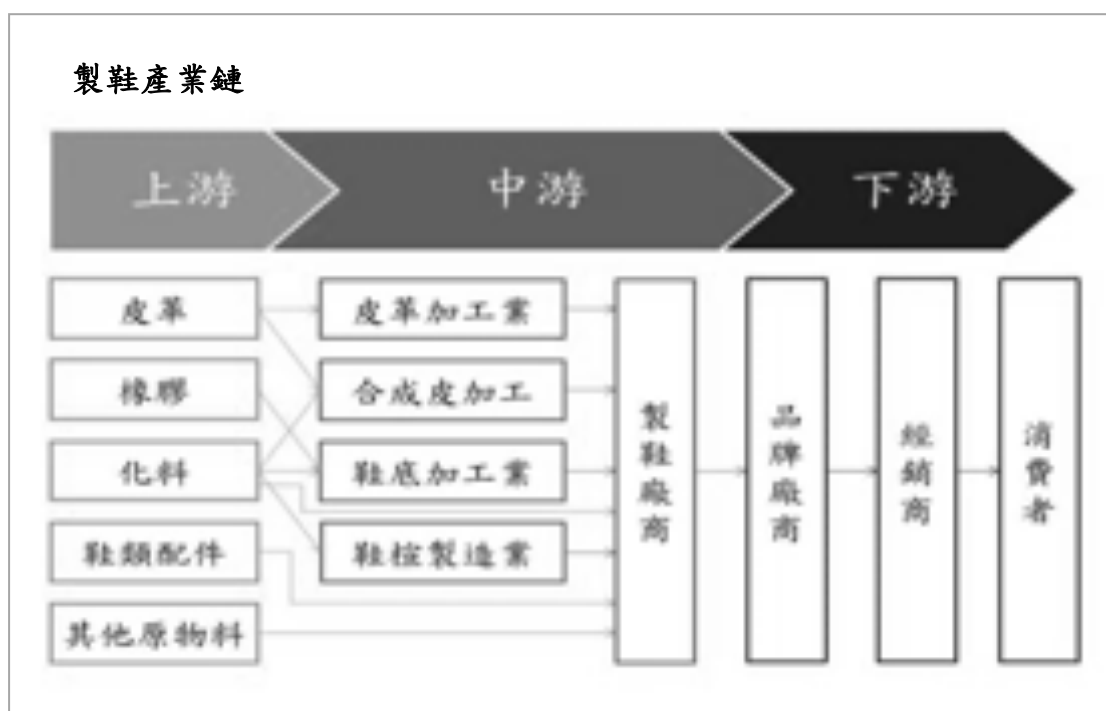 製鞋產業鏈
上游
中游
下游
皮革
橡膠
化料
鞋類配件
其他原物料
皮革加工業
合成皮加工
鞋底加工業
鞋楦製造業
製鞋廠商
品牌廠商
經銷商
消費者